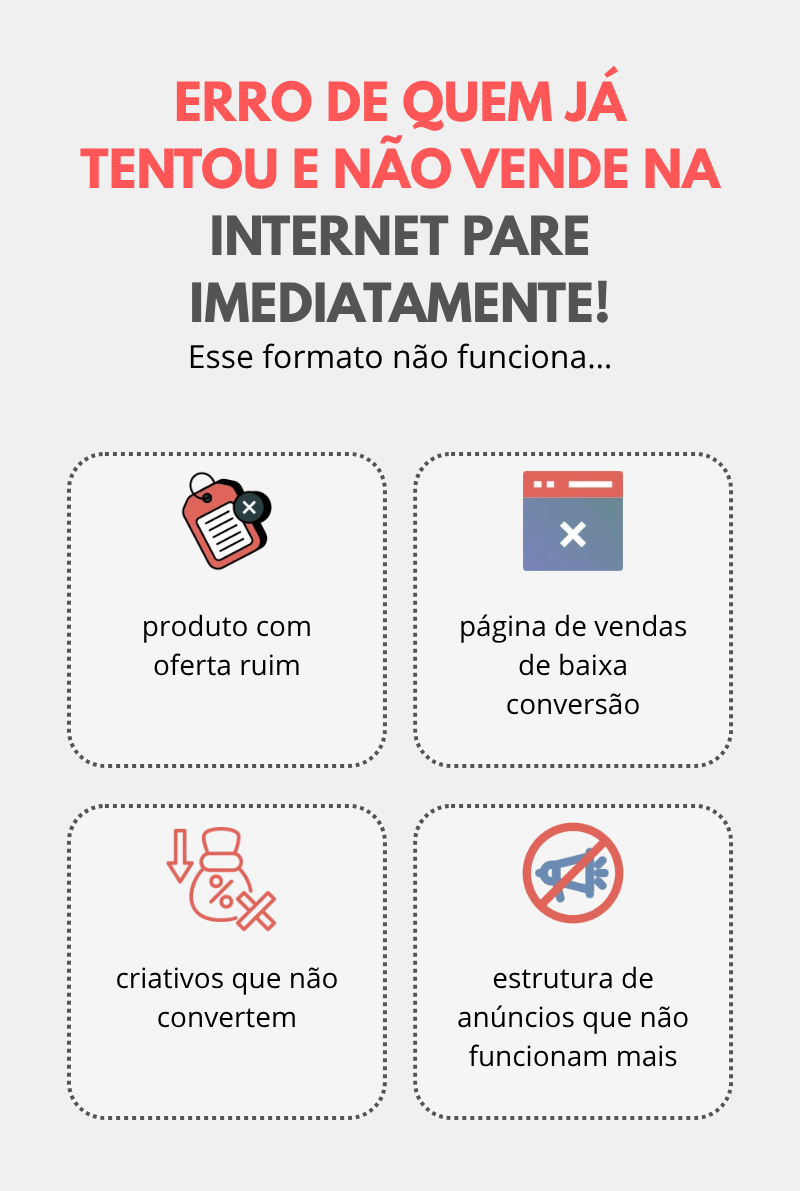 ERRO DE QUEM JÁ
TENTOU E NÃO VENDE NA
INTERNET PARE
IMEDIATAMENTE!
Esse formato não funciona...
produto com
oferta ruim
página de vendas
de baixa
conversão
%
criativos que não
convertem
estrutura de
anúncios que não
funcionam mais